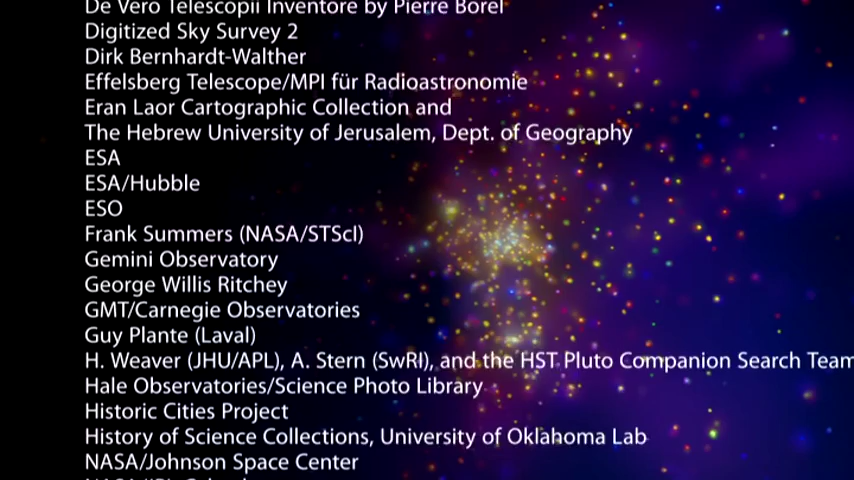 De Vero Telescopii Inventore by Pierre Borel
Digitized Sky Survey 2
Dirk Bernhardt-Walther
Effelsberg Telescope/MPI für Radioastronomie
Eran Laor Cartographic Collection and
The Hebrew University of Jerusalem, Dept. of Geography
ESA
ESA/Hubble
ESO
Frank Summers (NASA/STScI)
Gemini Observatory
George Willis Ritchey
GMT/Carnegie Observatories
Guy Plante (Laval)
H. Weaver (JHU/APL), A. Stern (SwRI), and the HST Pluto Companion Search Team
Hale Observatories/Science Photo Library
Historic Cities Project
History of Science Collections, University of Oklahoma Lab
NASA/Johnson Space Center